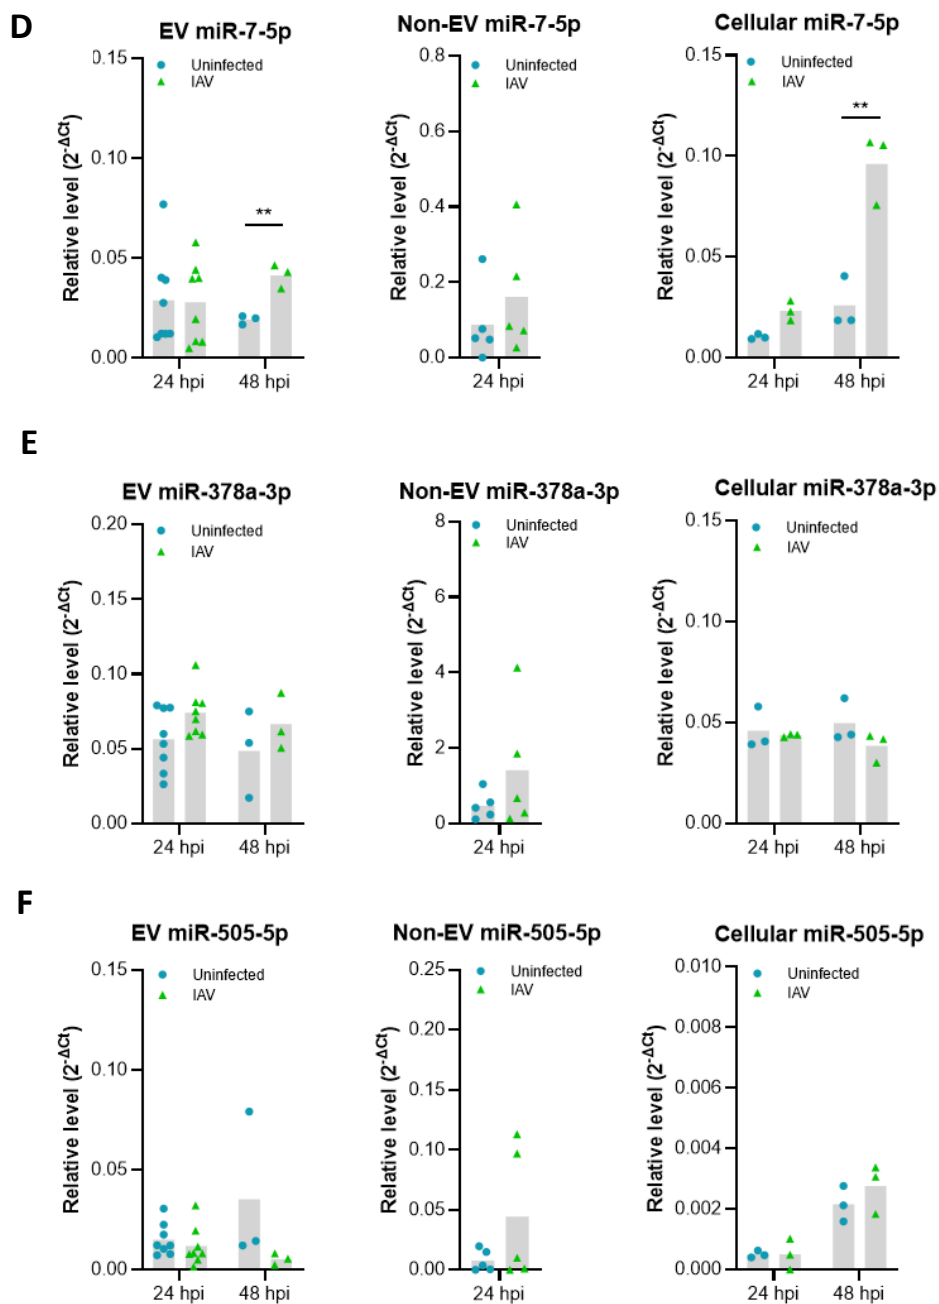 D
EV miR-7-5p
Relative level (2-ΔCt)
0.15
0.10
0.05
0.00
Uninfected
IAV
**
24 hpi
48 hpi
Non-EV miR-7-5p
Relative level (2-ΔCt)
0.8
0.6
0.4
0.2
0.0
Uninfected
IAV
24 hpi
Cellular miR-7-5p
Relative level (2-ΔCt)
0.15
0.10
0.05
0.00
Uninfected
IAV
**
24 hpi
48 hpi
E
EV miR-378a-3p
Relative level (2-ΔCt)
0.20
0.15
0.10
0.05
0.00
Uninfected
IAV
24 hpi
48 hpi
Non-EV miR-378a-3p
Relative level (2-ΔCt)
8
6
4
2
0
Uninfected
IAV
24 hpi
Cellular miR-378a-3p
Relative level (2-ΔCt)
0.15
0.10
0.05
0.00
Uninfected
IAV
24 hpi
48 hpi
F
EV miR-505-5p
Relative level (2-ΔCt)
0.15
0.10
0.05
0.00
Uninfected
IAV
24 hpi
48 hpi
Non-EV miR-505-5p
Relative level (2-ΔCt)
0.25
0.20
0.15
0.10
0.05
0.00
Uninfected
IAV
24 hpi
Cellular miR-505-5p
Relative level (2-ΔCt)
0.010
0.008
0.006
0.004
0.002
0.000
Uninfected
IAV
24 hpi
48 hpi